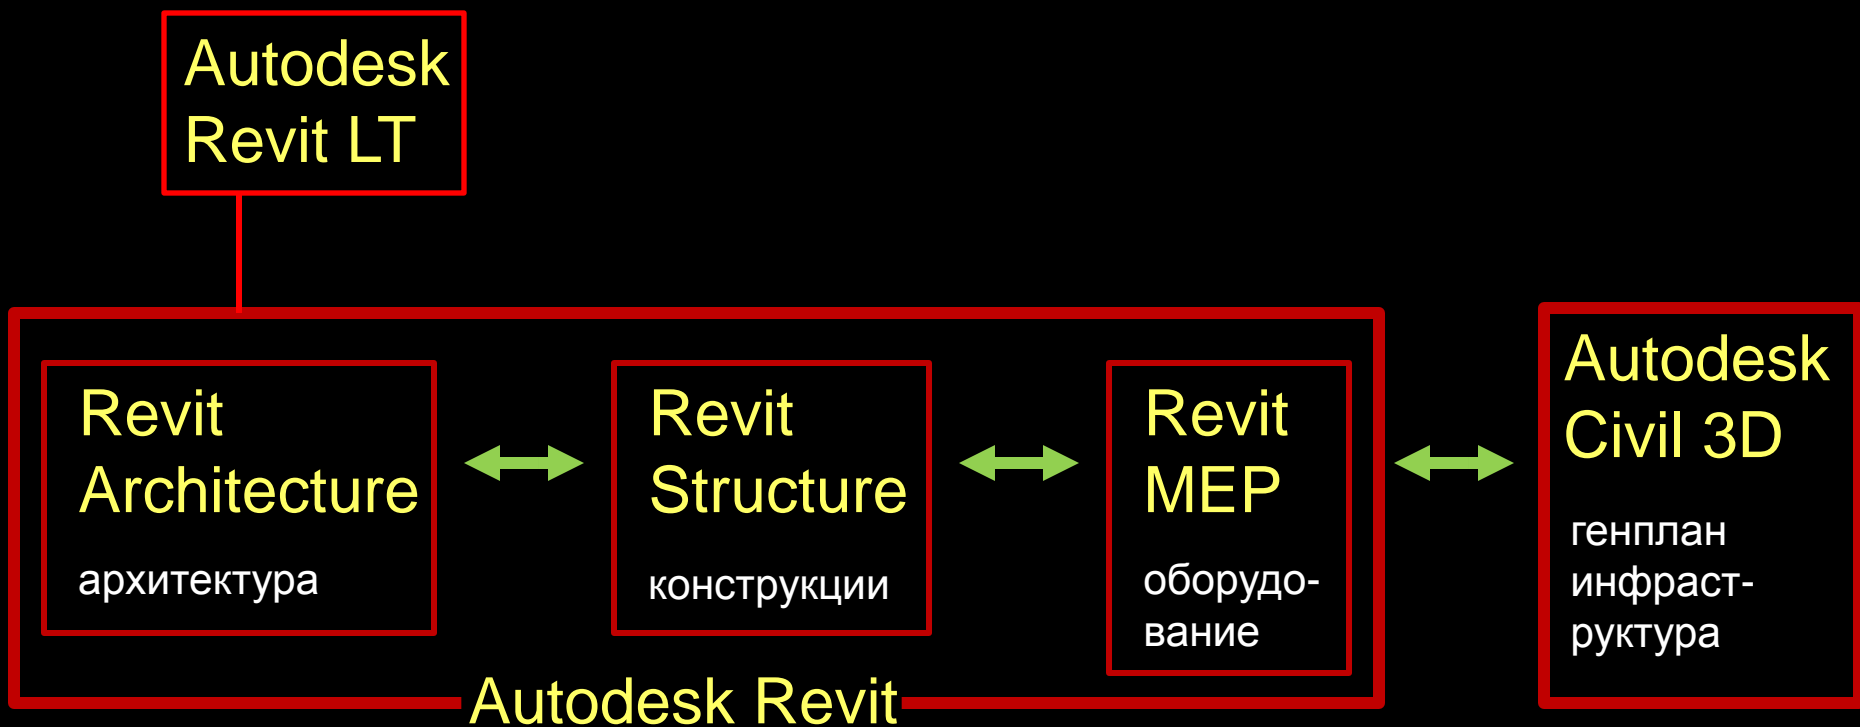 Autodesk
Revit LT
Revit
Architecture
архитектура
Revit
Structure
конструкции
Revit
MEP
оборудо-
вание
Autodesk Revit
Autodesk
Civil 3D
генплан
инфраст-
руктура